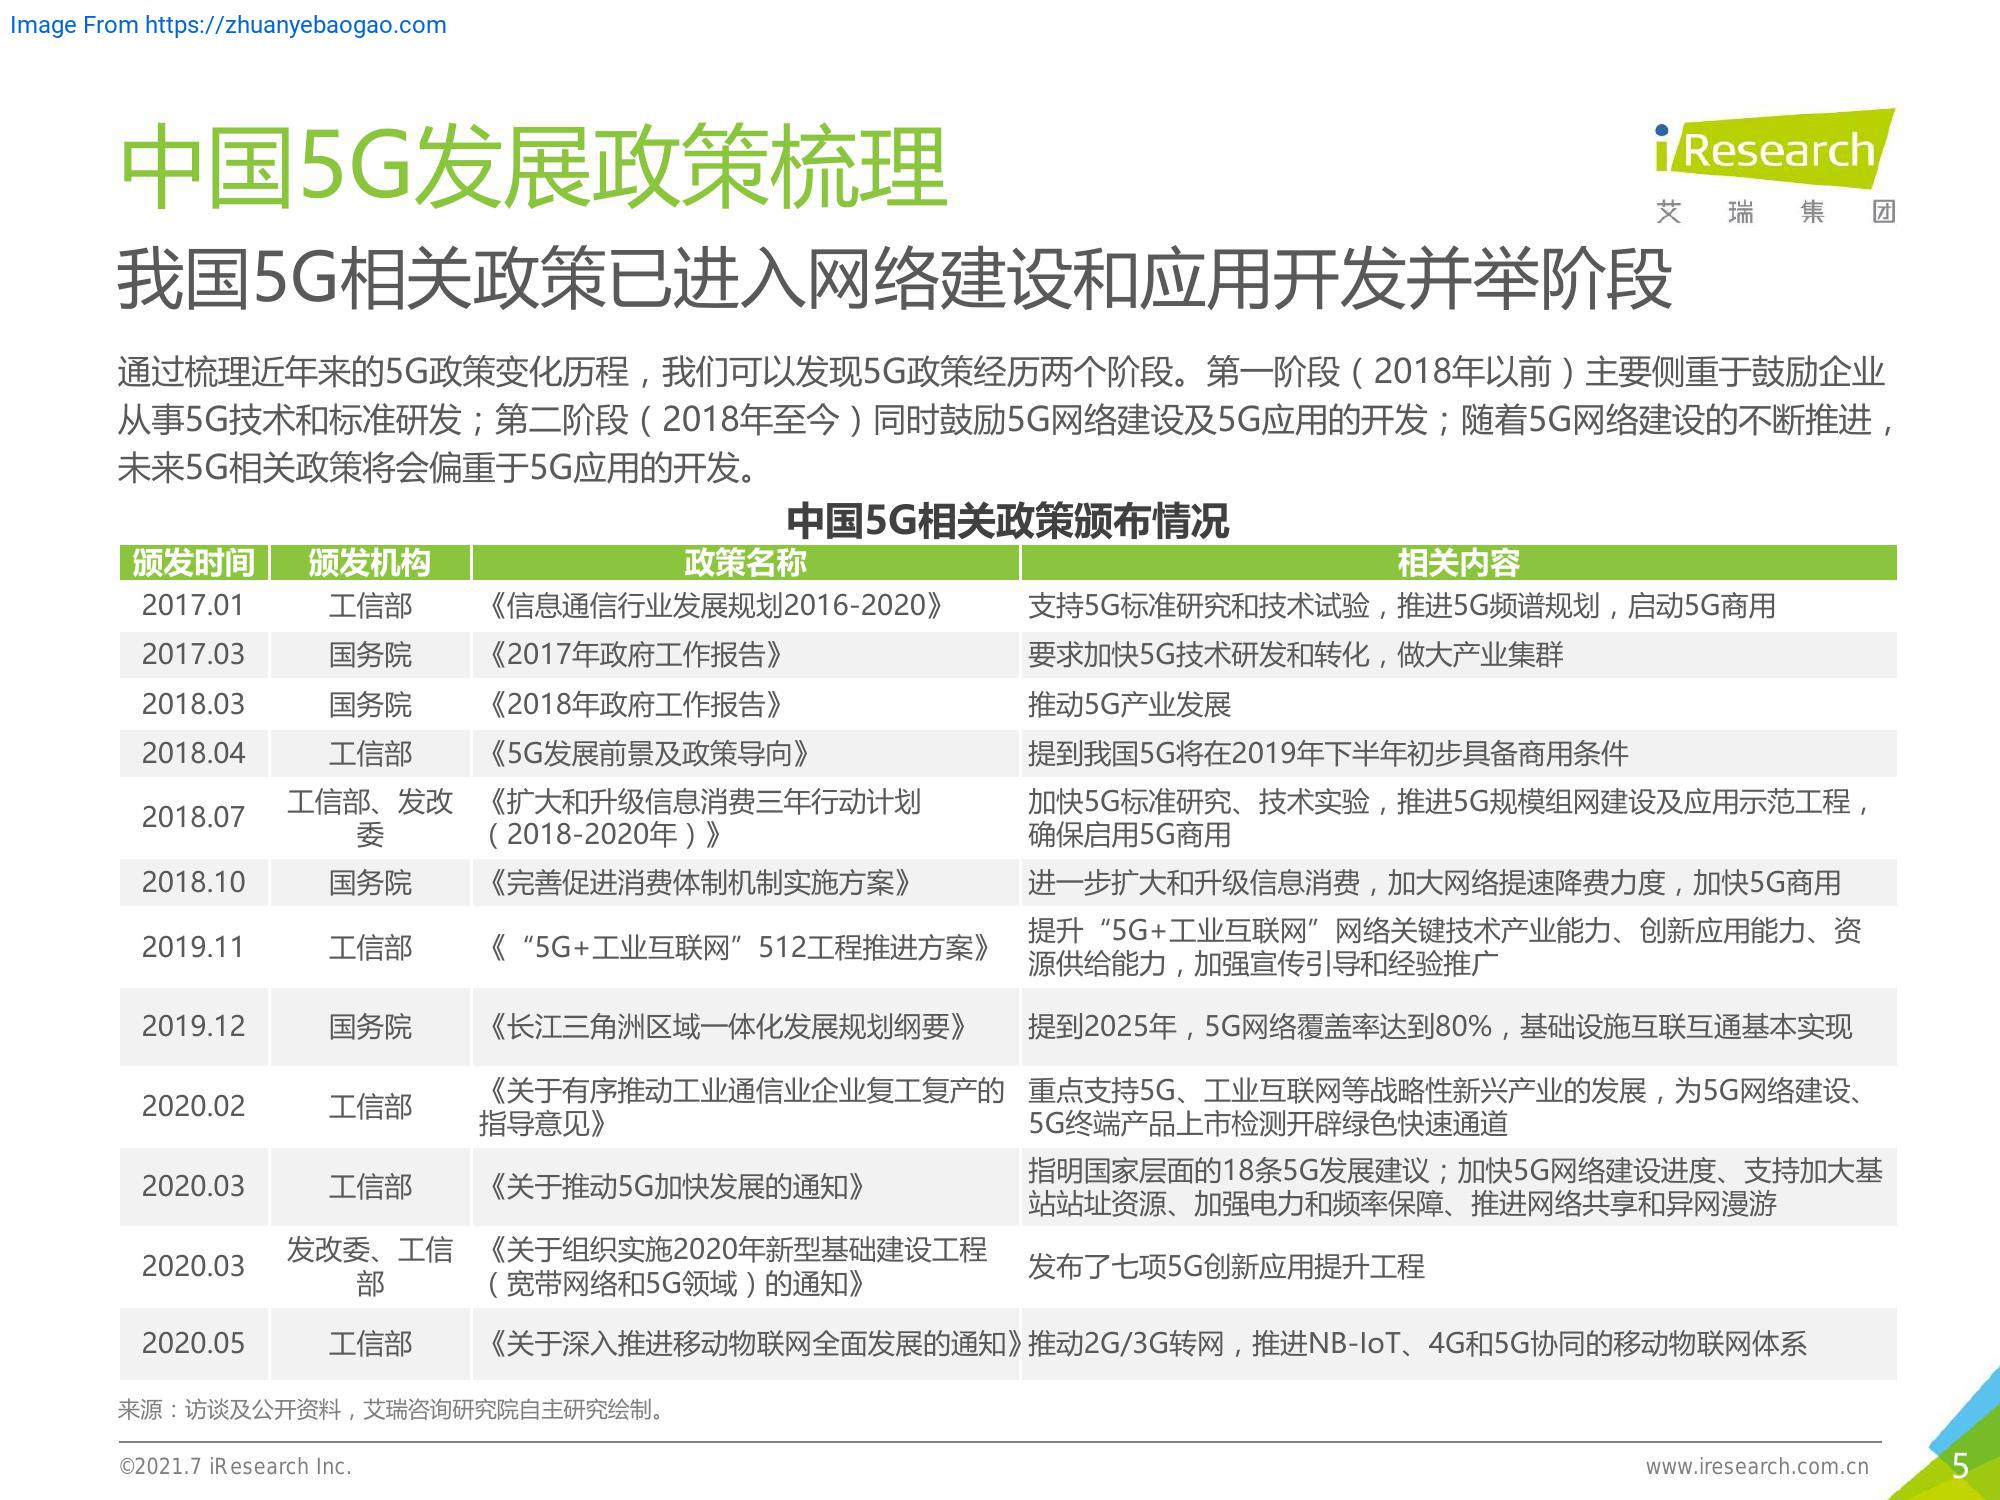 Image From https://zhuanyebaogao.com
中国5G发展政策梳理
iResearch
艾瑞集团
我国5G相关政策已进入网络建设和应用开发并举阶段
通过梳理近年来的5G政策变化历程，我们可以发现5G政策经历两个阶段。第一阶段（2018年以前）主要侧重于鼓励企业
从事5G技术和标准研发；第二阶段（2018年至今）同时鼓励5G网络建设及5G应用的开发；随着5G网络建设的不断推进，
未来5G相关政策将会偏重于5G应用的开发。
中国5G相关政策颁布情况
颁发时间 颁发机构 政策名称 相关内容
2017.01 工信部 《信息通信行业发展规划2016-2020》 支持5G标准研究和技术试验，推进5G频谱规划，启动5G商用
2017.03 国务院 《2017年政府工作报告》 要求加快5G技术研发和转化，做大产业集群
2018.03 国务院 《2018年政府工作报告》 推动5G产业发展
2018.04 工信部 《5G发展前景及政策导向》 提到我国5G将在2019年下半年初步具备商用条件
2018.07
工信部、发改
委
《扩大和升级信息消费三年行动计划
（2018-2020年）》
加快5G标准研究、技术实验，推进5G规模组网建设及应用示范工程，
确保启用5G商用
2018.10 国务院 《完善促进消费体制机制实施方案》 进一步扩大和升级信息消费，加大网络提速降费力度，加快5G商用
2019.11 工信部 《“5G+工业互联网”512工程推进方案》
提升“5G+工业互联网”网络关键技术产业能力、创新应用能力、资
源供给能力，加强宣传引导和经验推广
2019.12 国务院 《长江三角洲区域一体化发展规划纲要》 提到2025年，5G网络覆盖率达到80%，基础设施互联互通基本实现
2020.02 工信部
《关于有序推动工业通信业企业复工复产的
指导意见》
重点支持5G、工业互联网等战略性新兴产业的发展，为5G网络建设、
5G终端产品上市检测开辟绿色快速通道
2020.03 工信部 《关于推动5G加快发展的通知》
指明国家层面的18条5G发展建议；加快5G网络建设进度、支持加大基
站站址资源、加强电力和频率保障、推进网络共享和异网漫游
2020.03
发改委、工信
部
《关于组织实施2020年新型基础建设工程
（宽带网络和5G领域）的通知》
发布了七项5G创新应用提升工程
2020.05 工信部 《关于深入推进移动物联网全面发展的通知》 推动2G/3G转网，推进NB-IoT、4G和5G协同的移动物联网体系
来源：访谈及公开资料，艾瑞咨询研究院自主研究绘制。
©2021.7 iResearch Inc.
www.iresearch.com.cn
5